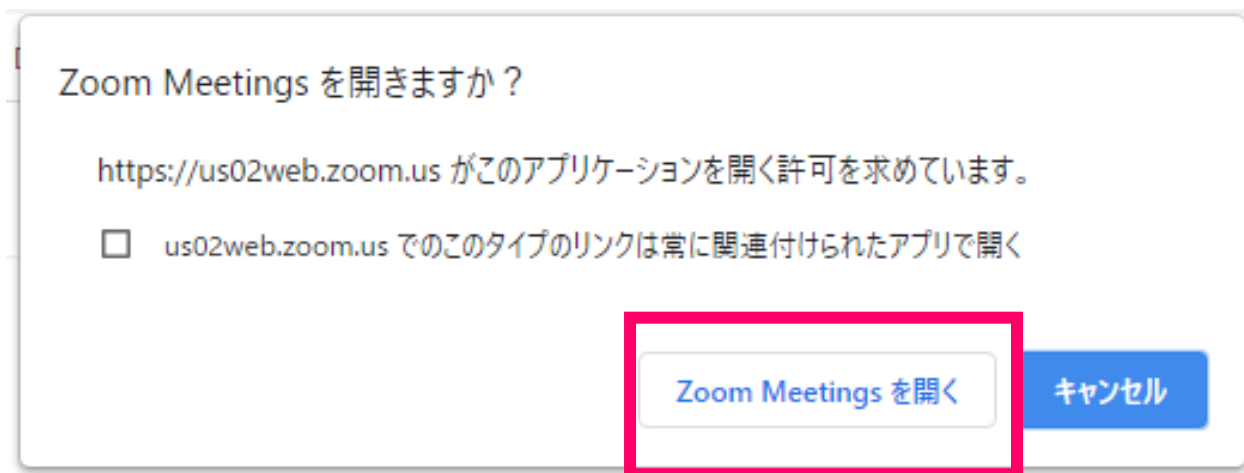 Zoom Meetings を開きますか？
https://us02web.zoom.us がこのアプリケーションを開く許可を求めています。
us02web.zoom.us でのこのタイプのリンクは常に関連付けられたアプリで開く
Zoom Meetings を開く
キャンセル